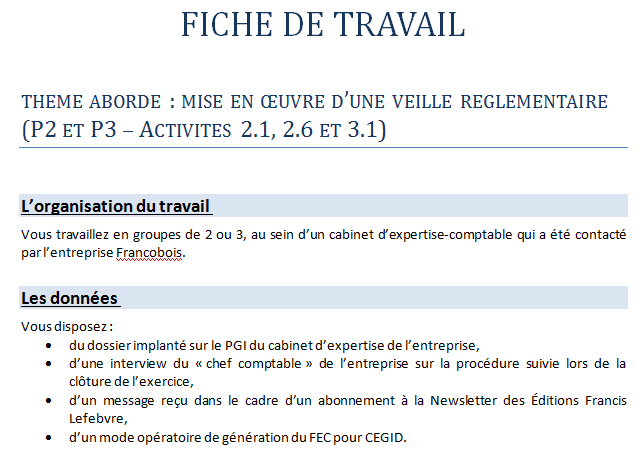 FICHE DE TRAVAIL
THEME ABORDE : MISE EN ŒUVRE D’UNE VEILLE REGLEMENTAIRE
(P2 ET P3 – ACTIVITES 2.1, 2.6 ET 3.1)
L’organisation du travail
Vous travaillez en groupes de 2 ou 3, au sein d’un cabinet d’expertise-comptable qui a été contacté
par l’entreprise Francobois.
Les données
Vous disposez :
• du dossier implanté sur le PGI du cabinet d’expertise de l’entreprise,
• d’une interview du « chef comptable » de l’entreprise sur la procédure suivie lors de la
clôture de l’exercice,
• d’un message reçu dans le cadre d’un abonnement à la Newsletter des Éditions Francis
Lefebvre,
• d’un mode opératoire de génération du FEC pour CEGID.